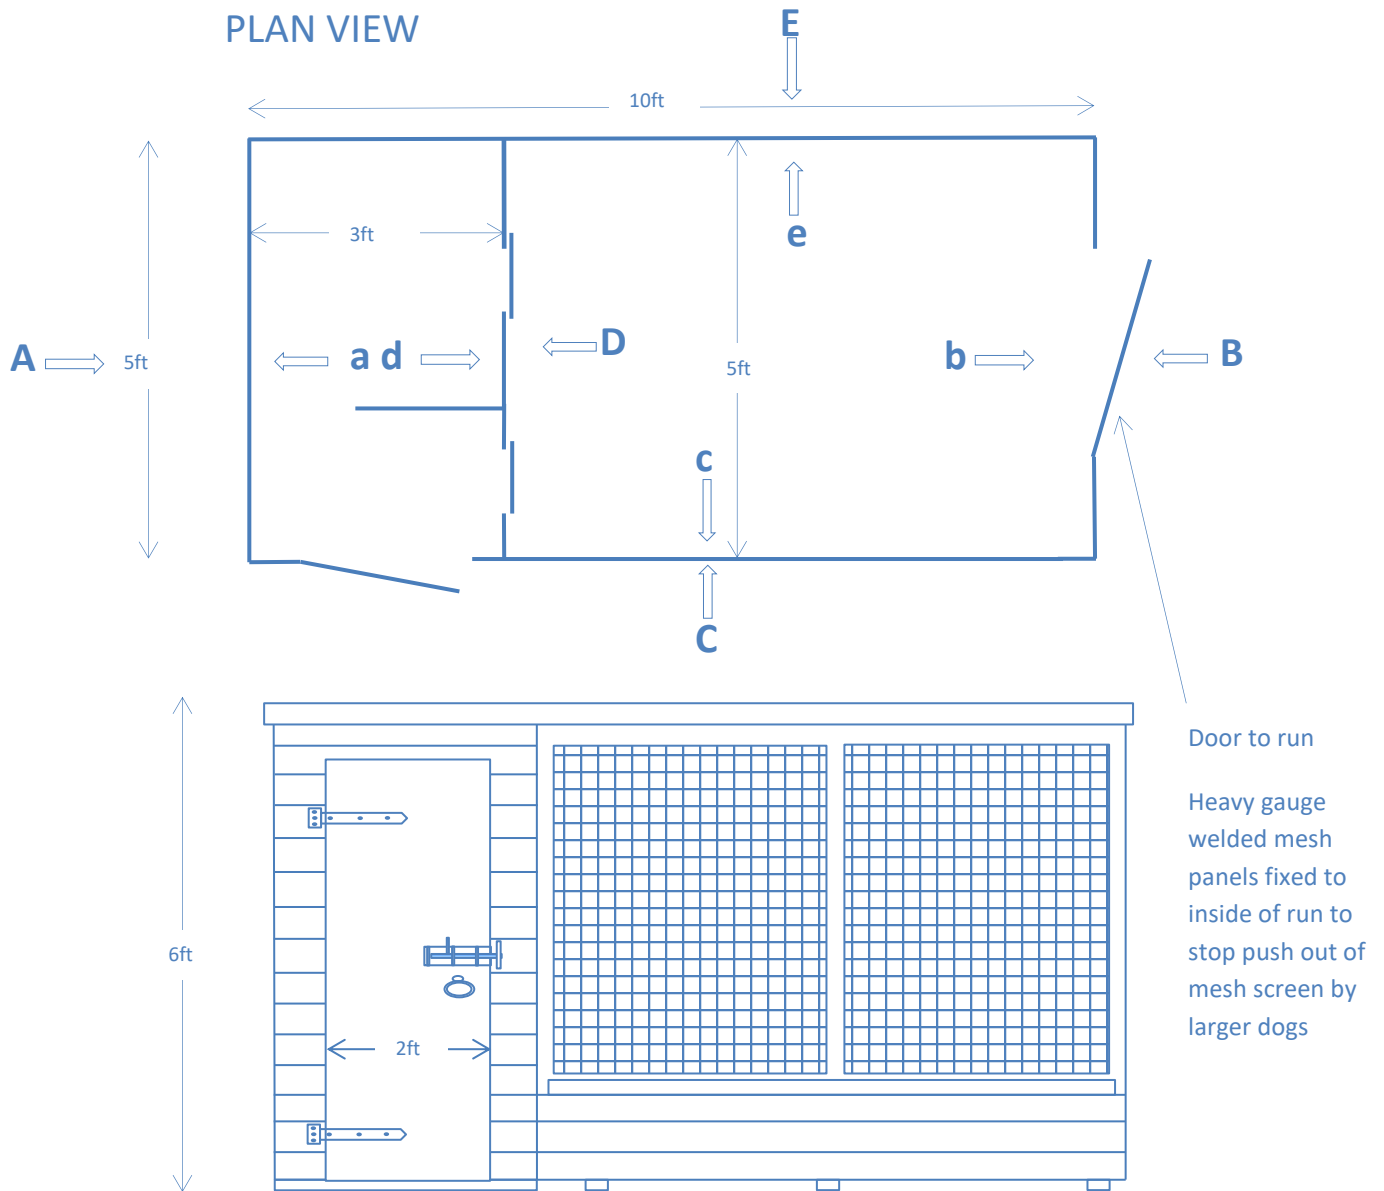 PLAN VIEW
E
10ft
3ft
e
A
5ft
a d
D
5ft
b
B
c
C
Door to run
Heavy gauge
welded mesh
panels fixed to
inside of run to
stop push out of
mesh screen by
larger dogs
6ft
2ft